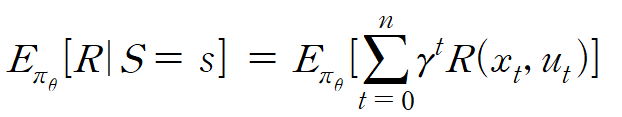 E_{π_θ}[R|S = s] = E_{π_θ}[∑_{t=0}^{n} γ^t R(x_t, u_t)]